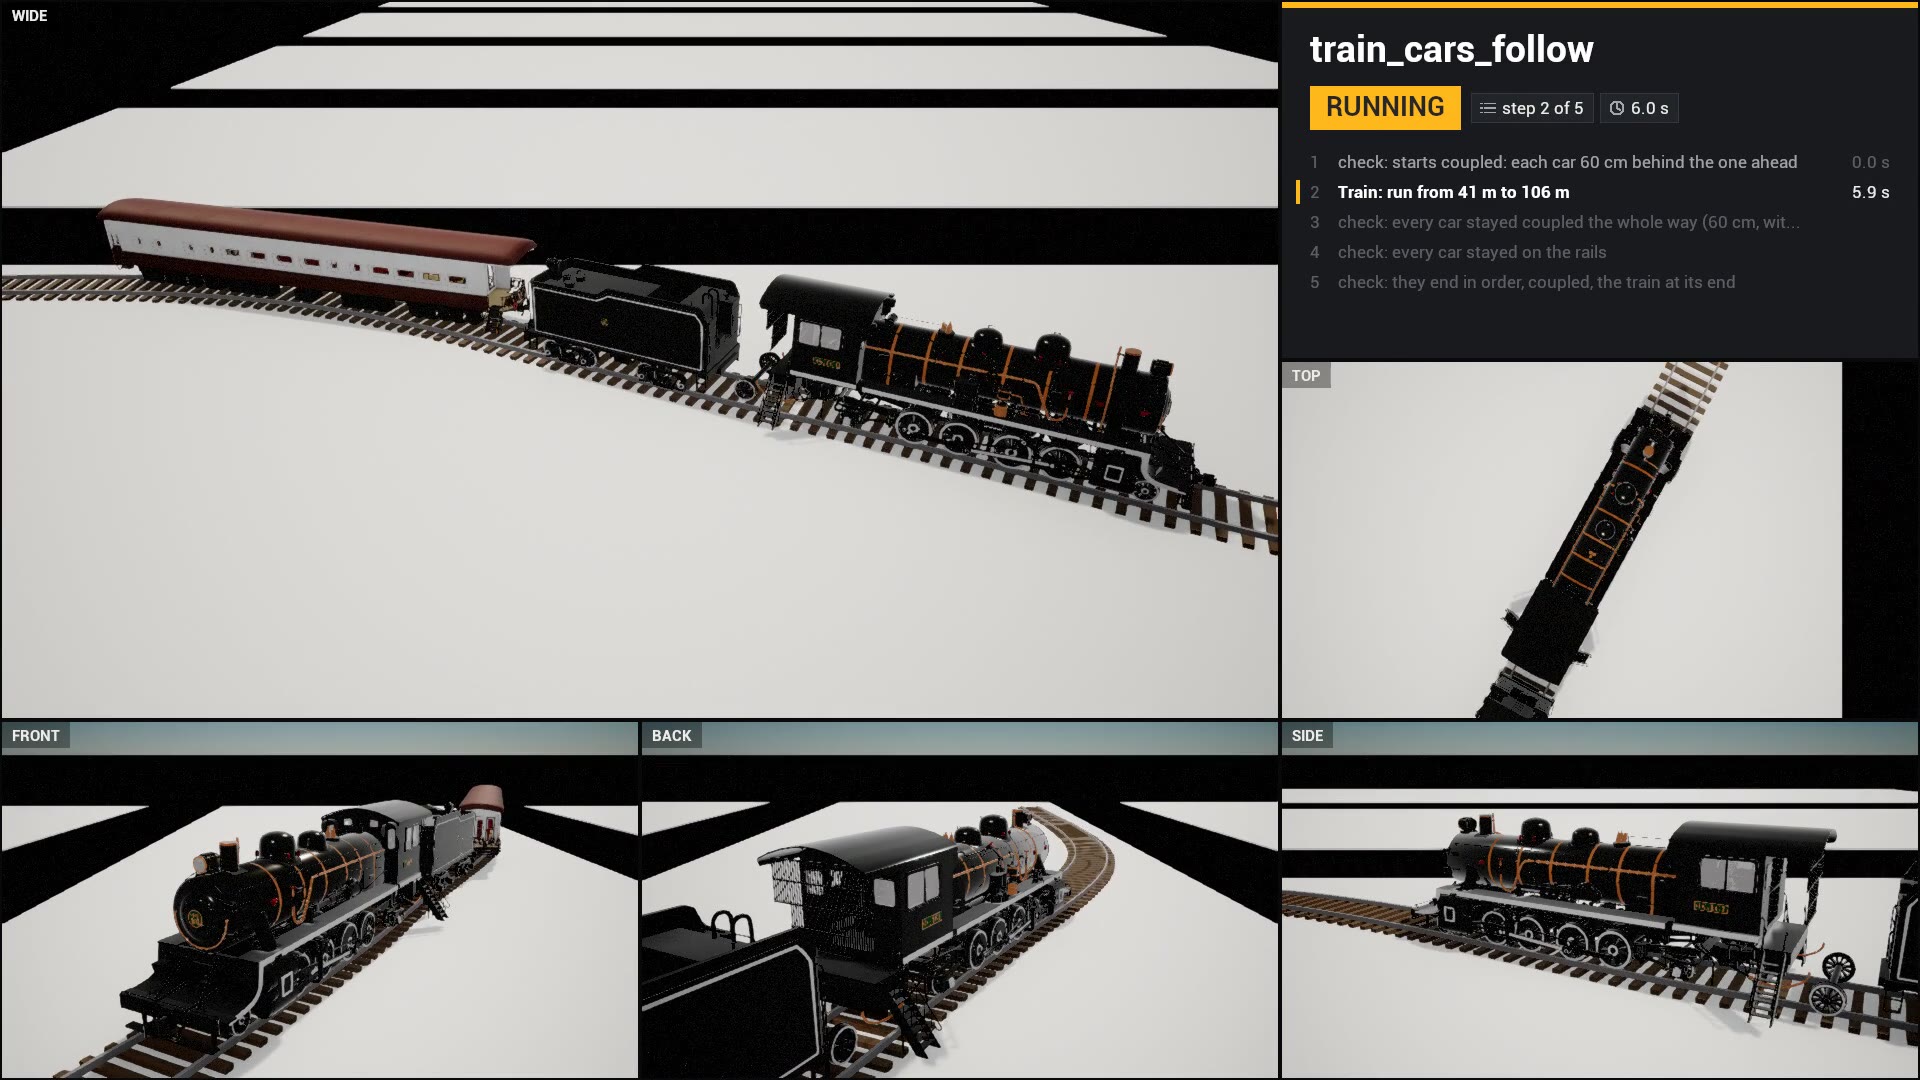 WIDE
train_cars_follow
RUNNING
step 2 of 5
6.0 s
1 check: starts coupled: each car 60 cm behind the one ahead 0.0 s
2 Train: run from 41 m to 106 m 5.9 s
3 check: every car stayed coupled the whole way (60 cm, wit...
4 check: every car stayed on the rails
5 check: they end in order, coupled, the train at its end
TOP
FRONT
BACK
SIDE